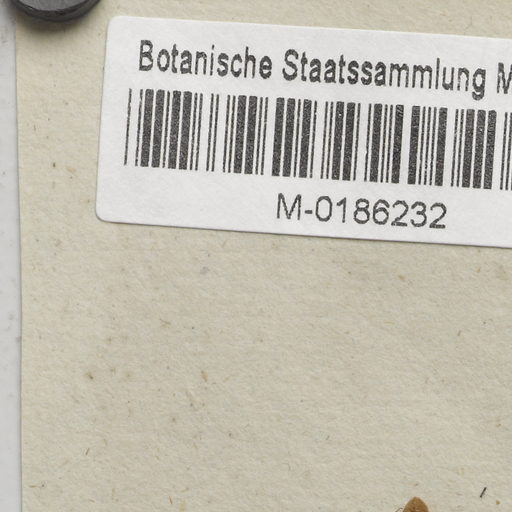 Botanische Staatssammlung M
M-0186232